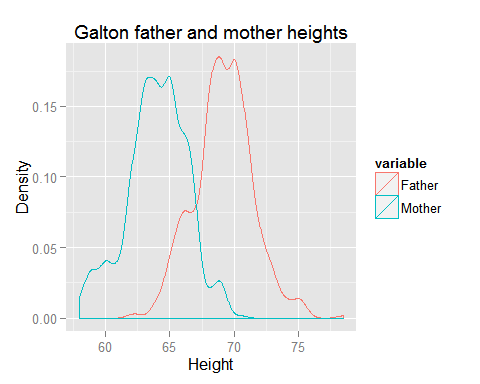 Galton father and mother heights
Density
0.15
0.10
0.05
0.00
60 65 70 75
Height
variable
Father
Mother